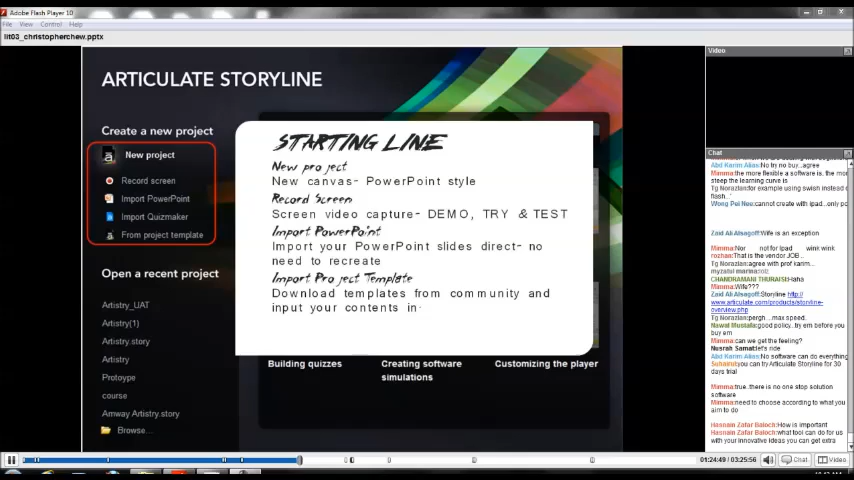 Adobe Flash Player 10
File View Control Help
lit03_christopherchew.pptx
ARTICULATE STORYLINE
Create a new project
New project
Record screen
Import PowerPoint
Import Quizmaker
From project template
Open a recent project
Artistry_UAT
Artistry(1)
Artistry.story
Artistry
Protoype
course
Amway Artistry.story
Browse...
STARTING LINE
New project
New canvas- PowerPoint style
Record Screen
Screen video capture- DEMO, TRY & TEST
Import PowerPoint
Import your PowerPoint slides direct- no
need to recreate
Import Project Template
Download templates from community and
input your contents in
Building quizzes
Creating software
simulations
Customizing the player
Video
Chat
Abd Karim Alias:No try no buy..agree
Mimma:the more flexible a software is, the more
steep the learning curve is
Tg Norazlan:for example using swish instead of
flash..."
Wong Pei Nee:cannot create with ipad...only po
Zaid Ali Alsagoff:Wife is an exception
Mimma:Nor not for Ipad wink wink
rozhan:That is the vendor JOB...
Tg Norazlan:agree with prof karim...
CHANDRAMANI THURAISI:Haha
Mimma:Wife???
Zaid Ali Alsagoff:Storyline http://
www.articulate.com/products/storyline-
overview.php
Tg Norazlan:pergh... max speed.
Nawal Mustafa:good policy...try em before you
buy em
Mimma:can we get the feeling?
Nusrah Samat:let's ride
Abd Karim Alias:No software can do everything
Suhairul:you can try Articulate Storyline for 30
days trial
Mimma:true..there is no one stop solution
software
Mimma:need to choose according to what you
aim to do
Hasnain Zafar Baloch:How is important
Hasnain Zafar Baloch:what tool can do for us
with your Innovative Ideas you can get extra
01:24:49 / 03:25:56
Chat
Video